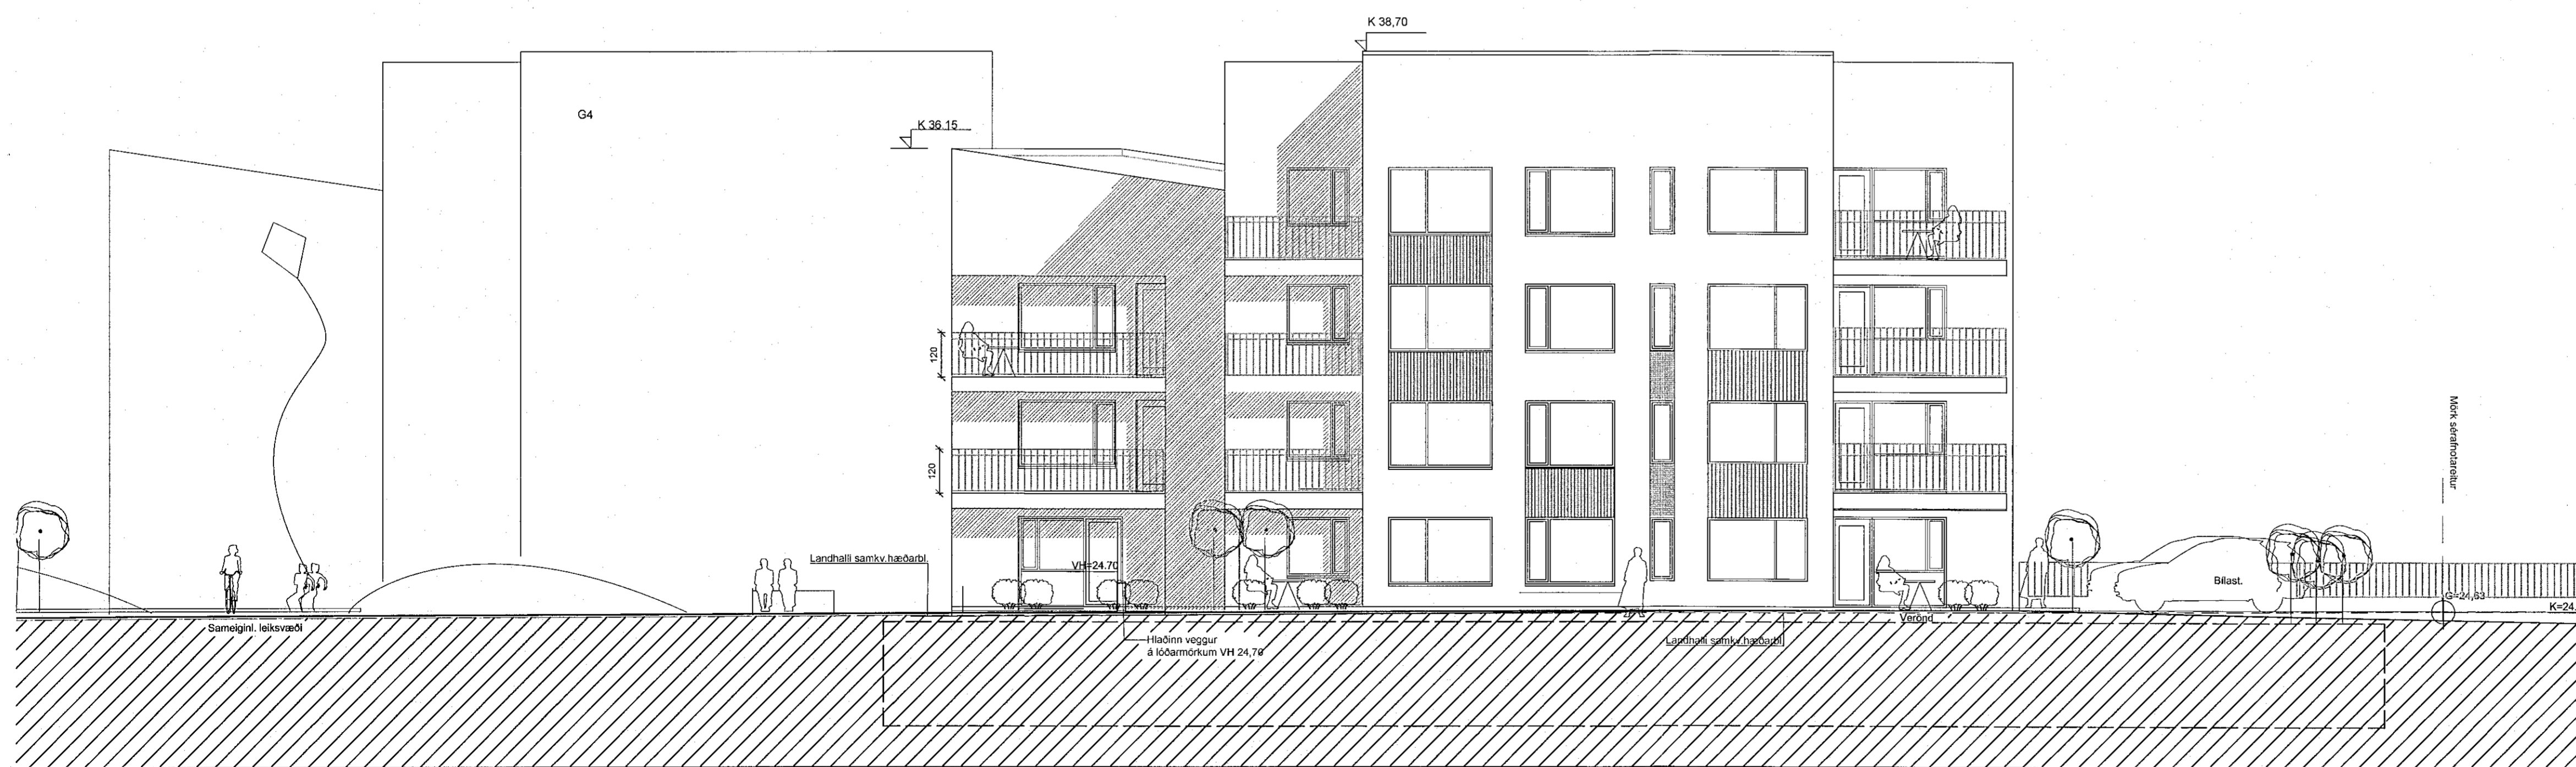 K 38,70
G4
K 36.15
120
120
Mörk sérafnotareitur
Landhalli samkv.hæðarbl.
VH=24.70
Bílast.
G=24,63
K=24.
Sameiginl. leiksvæði
Verönd
Hlaðinn veggur
á lóðarmörkum VH 24,70
Landhalli samkv.hæðarbl.